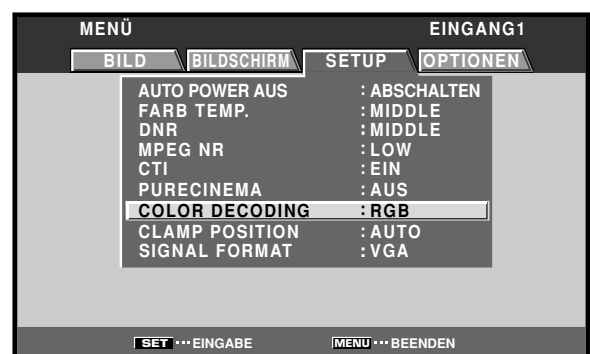 MENÜ EINGANG1
BILD BILDSCHIRM SETUP OPTIONEN
AUTO POWER AUS : ABSCHALTEN
FARB TEMP. : MIDDLE
DNR : MIDDLE
MPEG NR : LOW
CTI : EIN
PURECINEMA : AUS
COLOR DECODING : RGB
CLAMP POSITION : AUTO
SIGNAL FORMAT : VGA
SET ··· EINGABE MENU ··· BEENDEN